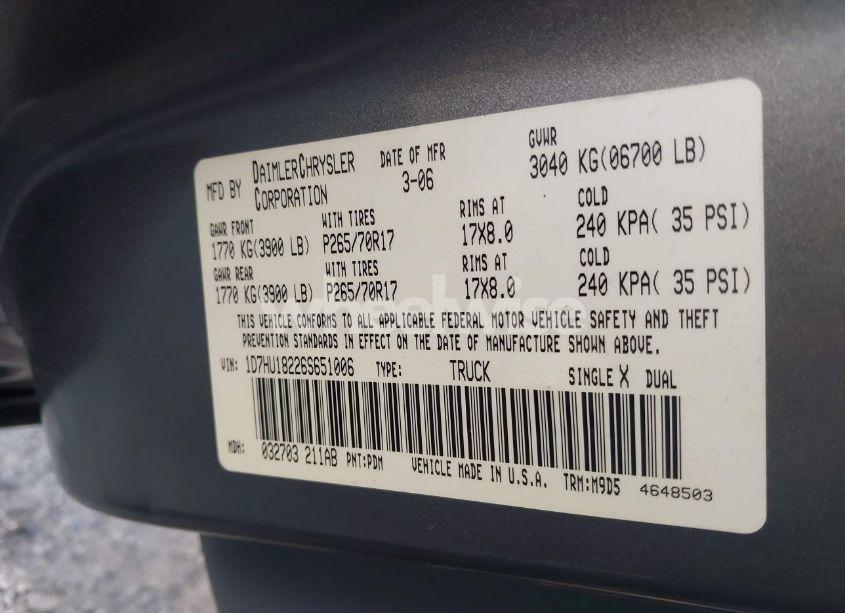 MFD BY DAIMLERCHRYSLER CORPORATION DATE OF MFR 3-06 GVWR 3040 KG(06700 LB)
GAWR FRONT WITH TIRES RIMS AT COLD
1770 KG(3900 LB) P265/70R17 17X8.0 240 KPA( 35 PSI)
GAWR REAR WITH TIRES RIMS AT COLD
1770 KG(3900 LB) P265/70R17 17X8.0 240 KPA( 35 PSI)
THIS VEHICLE CONFORMS TO ALL APPLICABLE FEDERAL MOTOR VEHICLE SAFETY AND THEFT
PREVENTION STANDARDS IN EFFECT ON THE DATE OF MANUFACTURE SHOWN ABOVE.
VIN: 1D7HU18226S651006 TYPE: TRUCK SINGLE X DUAL
MDH: 032703 211AB PNT:PDM VEHICLE MADE IN U.S.A. TRM:M9D5 4648503